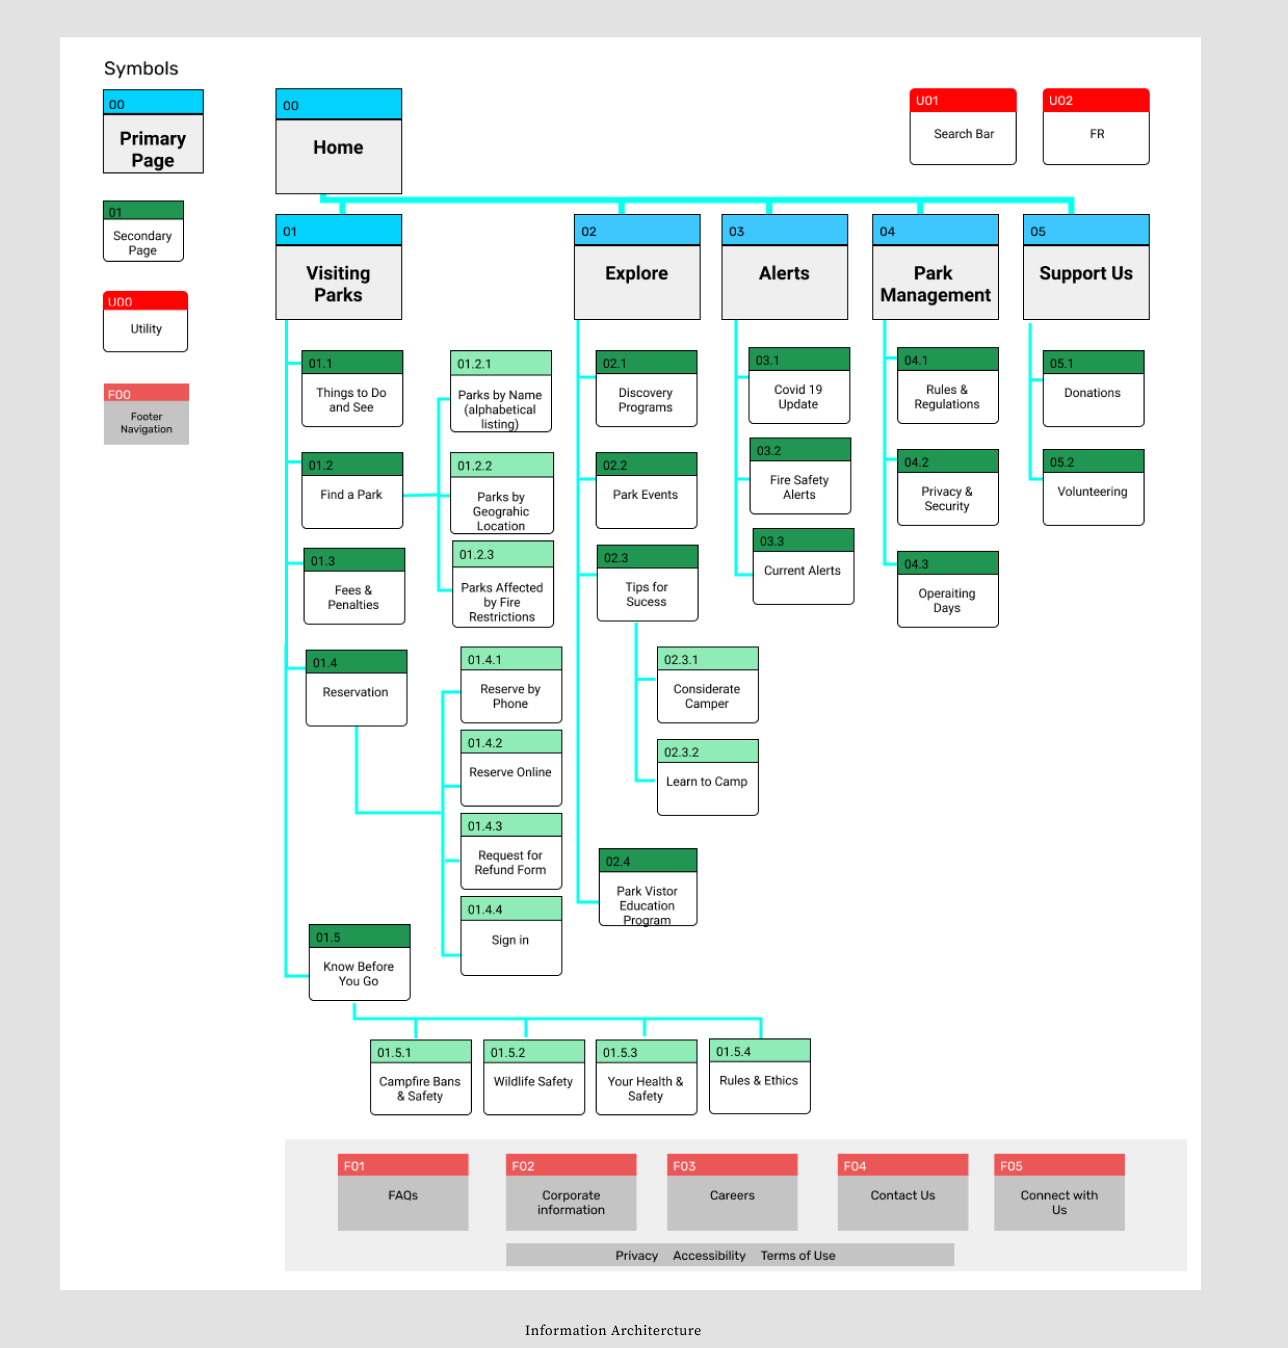 Symbols
00
Primary
Page
01
Secondary
Page
U00
Utility
F00
Footer
Navigation
00
Home
U01
Search Bar
U02
FR
01
Visiting
Parks
02
Explore
03
Alerts
04
Park
Management
05
Support Us
01.1
Things to Do
and See
01.2
Find a Park
01.3
Fees &
Penalties
01.4
Reservation
01.5
Know Before
You Go
01.2.1
Parks by Name
(alphabetical
listing)
01.2.2
Parks by
Geograhic
Location
01.2.3
Parks Affected
by Fire
Restrictions
01.4.1
Reserve by
Phone
01.4.2
Reserve Online
01.4.3
Request for
Refund Form
01.4.4
Sign in
01.5.1
Campfire Bans
& Safety
01.5.2
Wildlife Safety
01.5.3
Your Health &
Safety
01.5.4
Rules & Ethics
02.1
Discovery
Programs
02.2
Park Events
02.3
Tips for
Sucess
02.3.1
Considerate
Camper
02.3.2
Learn to Camp
02.4
Park Vistor
Education
Program
03.1
Covid 19
Update
03.2
Fire Safety
Alerts
03.3
Current Alerts
04.1
Rules &
Regulations
04.2
Privacy &
Security
04.3
Operaiting
Days
05.1
Donations
05.2
Volunteering
F01
FAQs
F02
Corporate
information
F03
Careers
F04
Contact Us
F05
Connect with
Us
Privacy Accessibility Terms of Use
Information Architercture